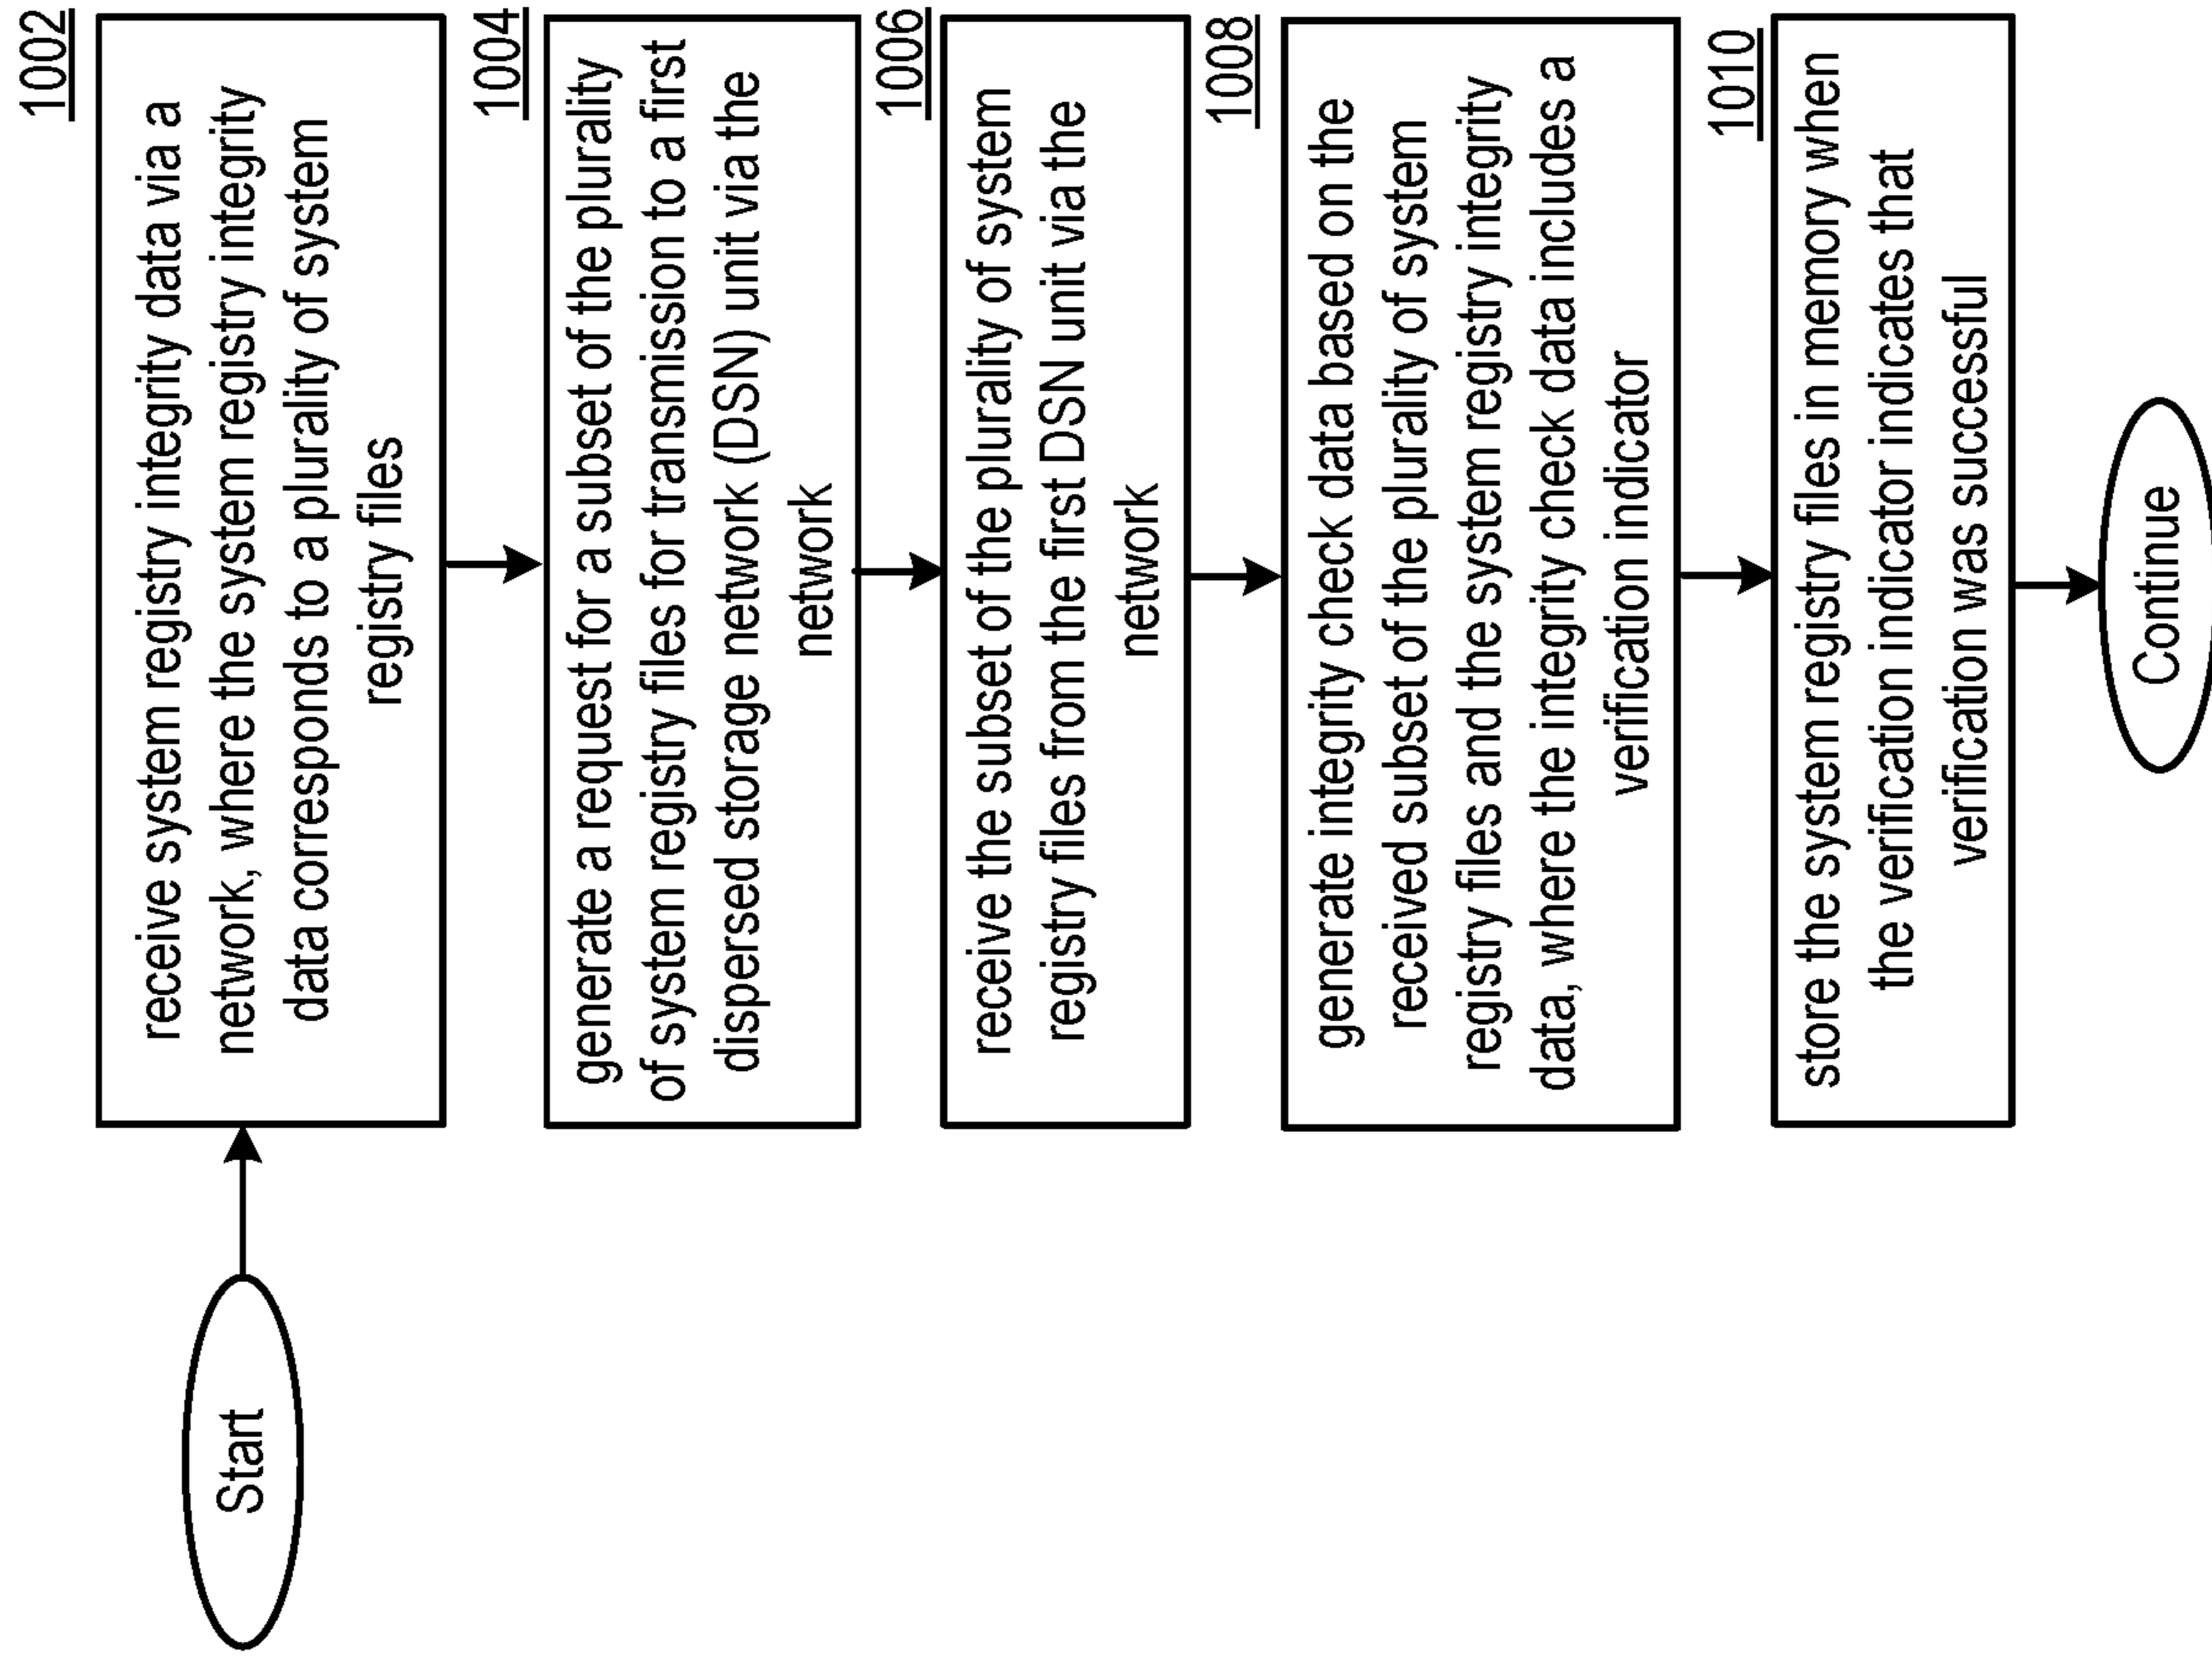 Start
1002
receive system registry integrity data via a
network, where the system registry integrity
data corresponds to a plurality of system
registry files
1004
generate a request for a subset of the plurality
of system registry files for transmission to a first
dispersed storage network (DSN) unit via the
network
1006
receive the subset of the plurality of system
registry files from the first DSN unit via the
network
1008
generate integrity check data based on the
received subset of the plurality of system
registry files and the system registry integrity
data, where the integrity check data includes a
verification indicator
1010
store the system registry files in memory when
the verification indicator indicates that
verification was successful
Continue